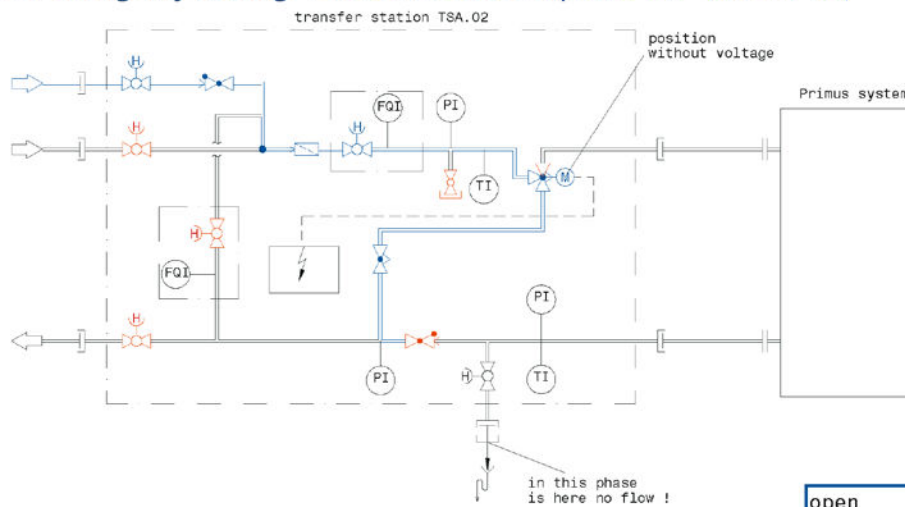 transfer station TSA.02
position
without voltage
Primus system
H
FQI
PI
H
H
TI
M
H
FQI
H
PI
PI
H
TI
in this phase
is here no flow !
open